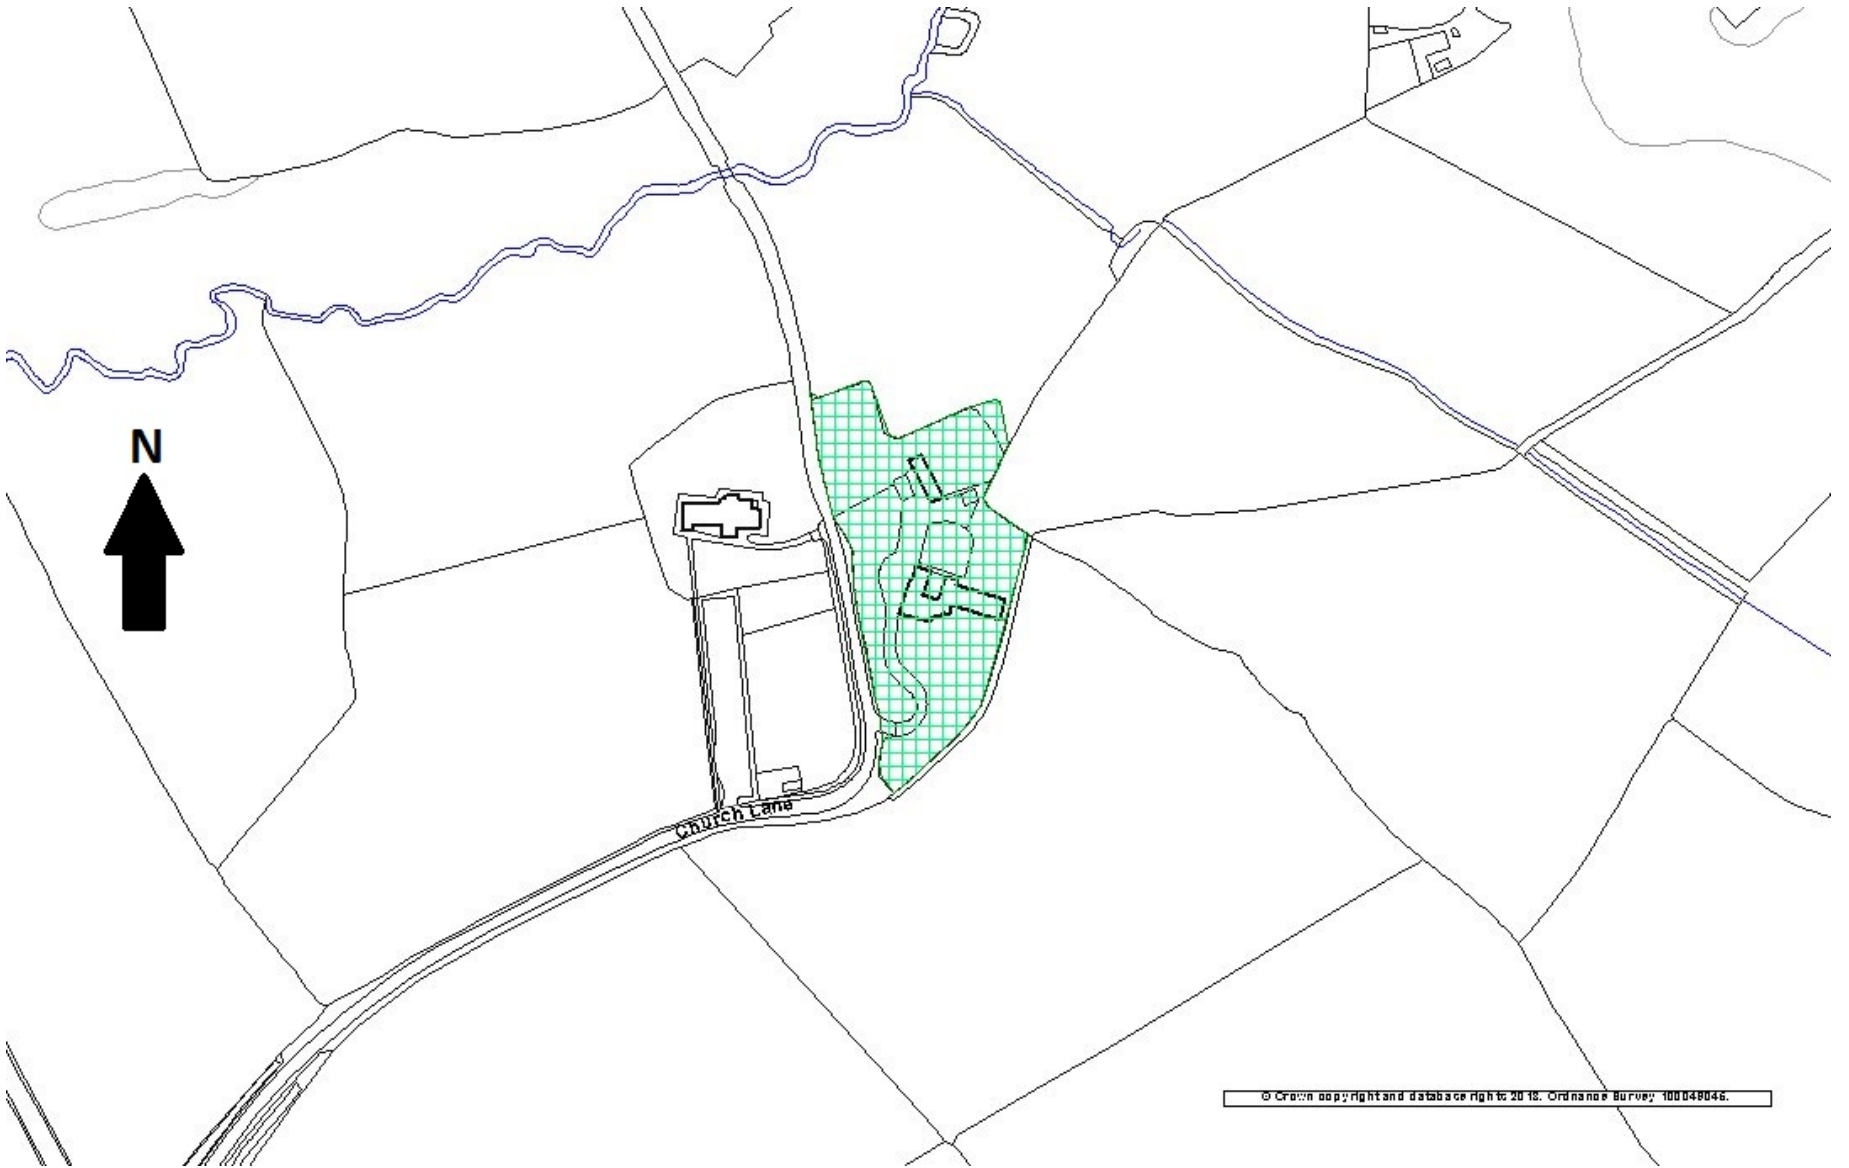 N
Church Lane
© Crown copyright and database rights 2018. Ordnance Survey 100049046.